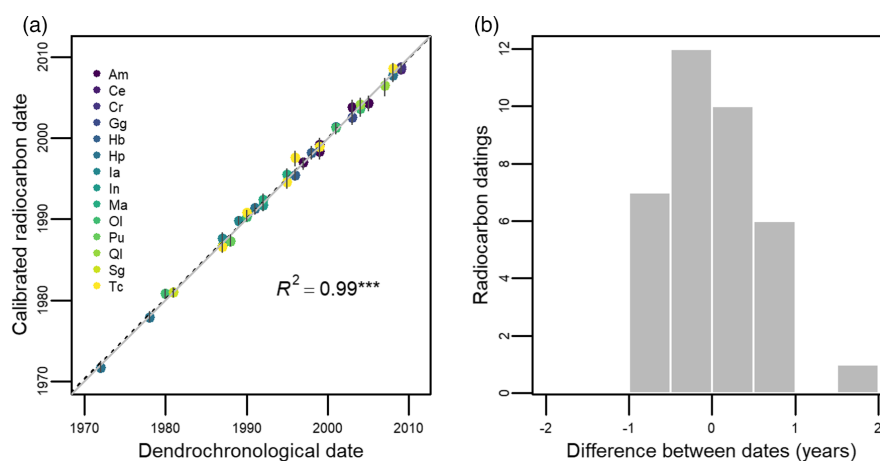 (a)
Calibrated radiocarbon date
2010
2000
1990
1980
1970
Am
Ce
Cr
Gg
Hb
Hp
Ia
In
Ma
Ol
Pu
Ql
Sg
Tc
R² = 0.99***
1970 1980 1990 2000 2010
Dendrochronological date
(b)
Radiocarbon datings
12
10
8
6
4
2
0
-2 -1 0 1 2
Difference between dates (years)